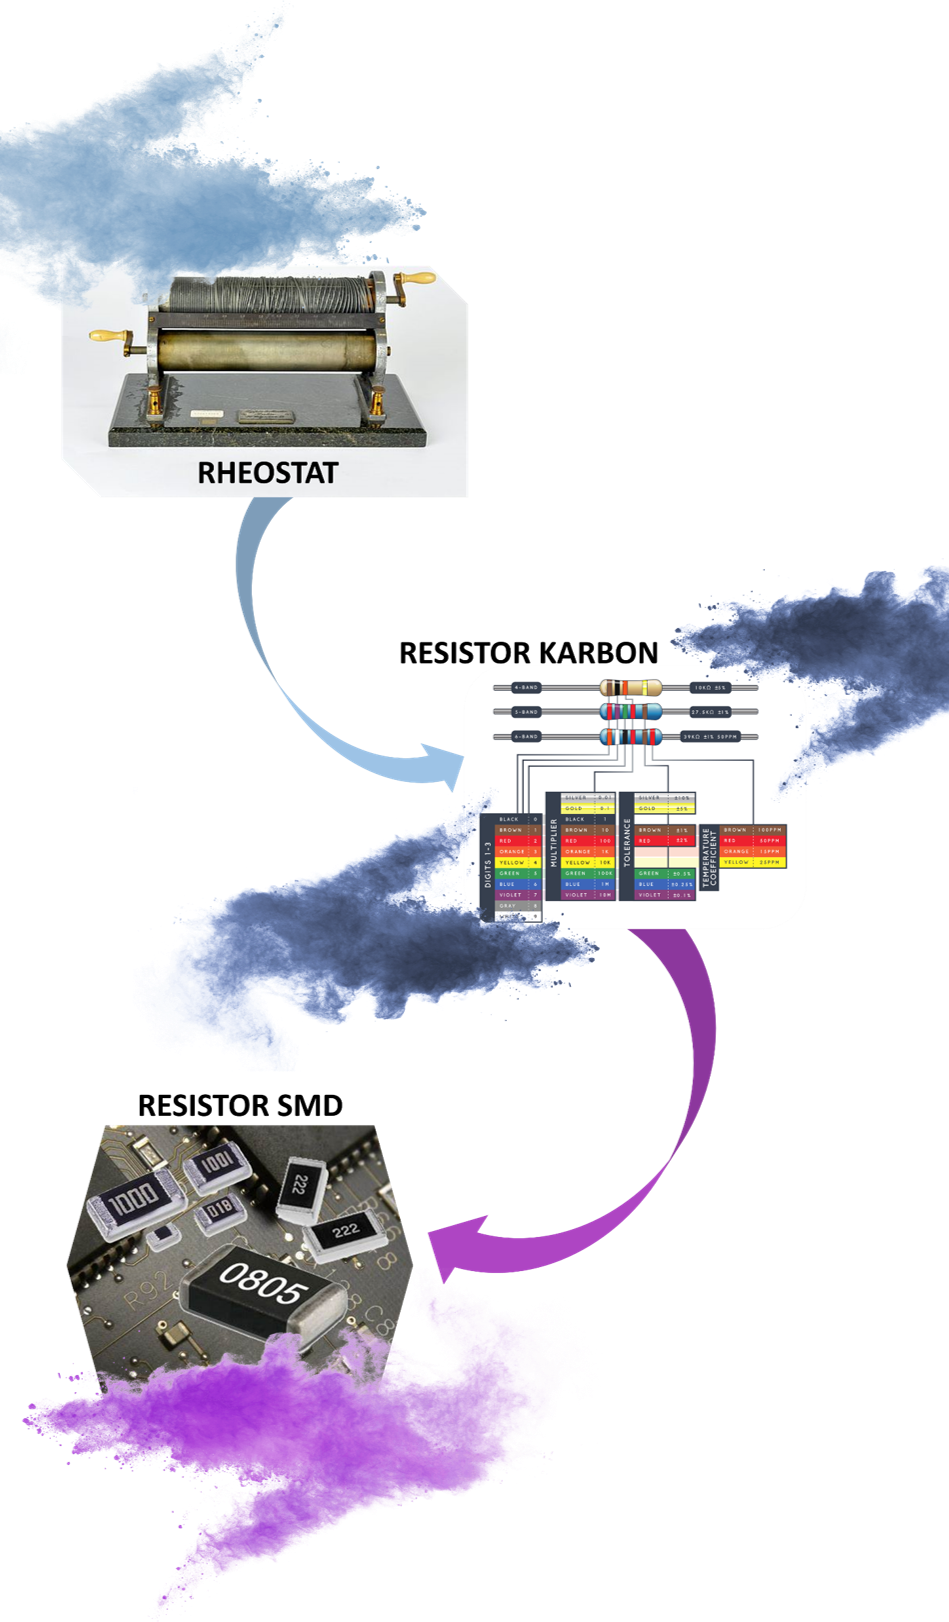 RHEOSTAT
RESISTOR KARBON
4-BAND 10KΩ ±5%
5-BAND 27.5KΩ ±1%
6-BAND 39KΩ ±1% 50PPM
DIGITS 1-3
BLACK 0
BROWN 1
RED 2
ORANGE 3
YELLOW 4
GREEN 5
BLUE 6
VIOLET 7
GRAY 8
9
MULTIPLIER
SILVER 0.01
GOLD 0.1
BLACK 1
BROWN 10
RED 100
ORANGE 1K
YELLOW 10K
GREEN 100K
BLUE 1M
VIOLET 10M
TOLERANCE
SILVER ±10%
GOLD ±5%
BROWN ±1%
RED ±2%
GREEN ±0.5%
BLUE ±0.25%
VIOLET ±0.1%
TEMPERATURE
COEFFICIENT
BROWN 100PPM
RED 50PPM
ORANGE 15PPM
YELLOW 25PPM
RESISTOR SMD
1001
1000
018
222
222
0805
R92